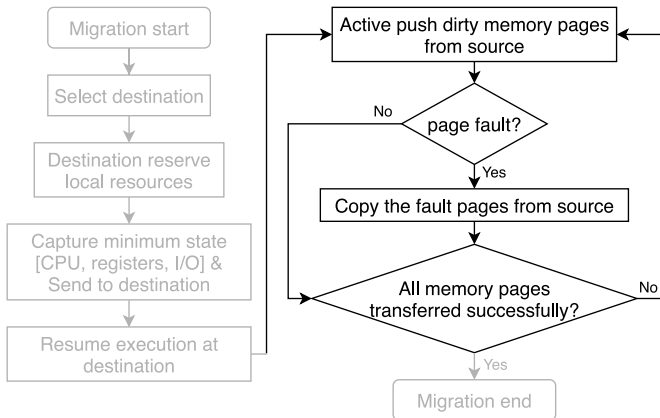 Migration start
Select destination
Destination reserve
local resources
Capture minimum state
[CPU, registers, I/O] &
Send to destination
Resume execution at
destination
Active push dirty memory pages
from source
page fault?
No
Yes
Copy the fault pages from source
All memory pages
transferred successfully?
No
Yes
Migration end